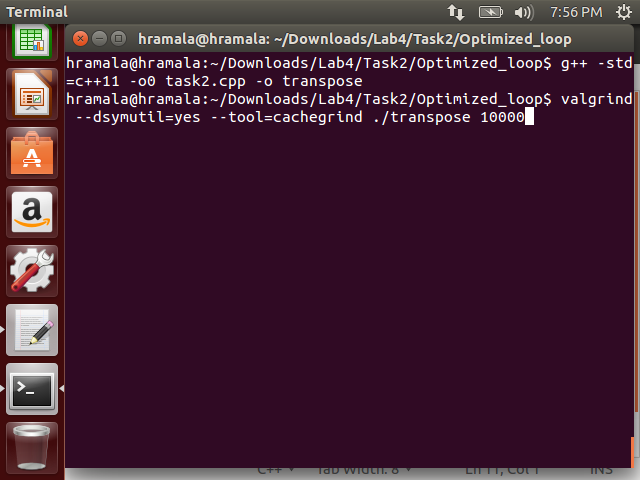 Terminal
7:56 PM
hramala@hramala: ~/Downloads/Lab4/Task2/Optimized_loop
hramala@hramala:~/Downloads/Lab4/Task2/Optimized_loop$ g++ -std
=c++11 -o0 task2.cpp -o transpose
hramala@hramala:~/Downloads/Lab4/Task2/Optimized_loop$ valgrind
 --dsymutil=yes --tool=cachegrind ./transpose 10000
a
>_
C++ Tab Width: 8 Ln 11, Col 1 INS